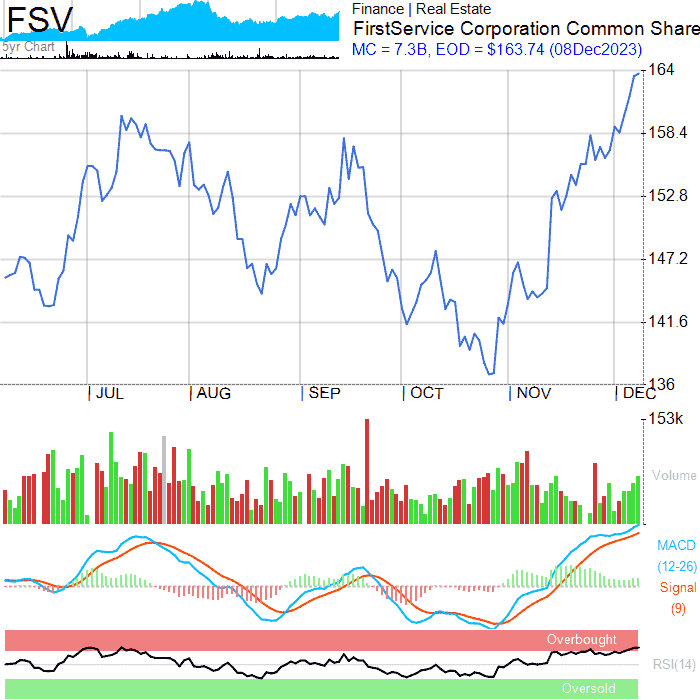 FSV
5yr Chart
Finance | Real Estate
FirstService Corporation Common Share
MC = 7.3B, EOD = $163.74 (08Dec2023)
164
158.4
152.8
147.2
141.6
136
JUL AUG SEP OCT NOV DEC
153k
Volume
MACD
(12-26)
Signal
(9)
Overbought
RSI(14)
Oversold